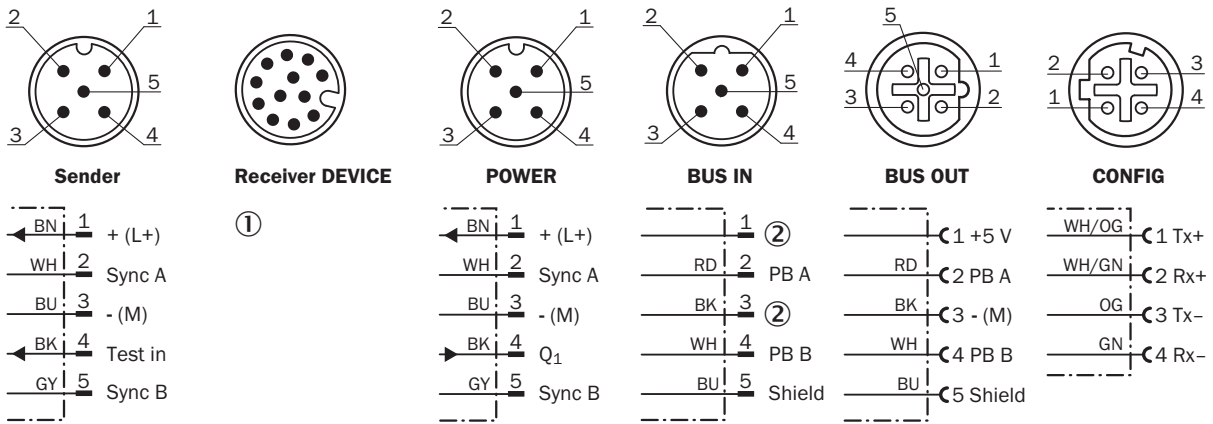 2 1 2 1 2 1 5
5 5 5 4 1 2 3
3 2 1 4
3 4 3 4 3 4
Sender Receiver DEVICE POWER BUS IN BUS OUT CONFIG
BN 1 + (L+) ① BN 1 + (L+) 1 ② 1 +5 V WH/OG 1 Tx+
WH 2 Sync A WH 2 Sync A RD 2 PB A RD 2 PB A WH/GN 2 Rx+
BU 3 - (M) BU 3 - (M) BK 3 ② BK 3 - (M) OG 3 Tx–
BK 4 Test in BK 4 Q₁ WH 4 PB B WH 4 PB B GN 4 Rx–
GY 5 Sync B GY 5 Sync B BU 5 Shield BU 5 Shield